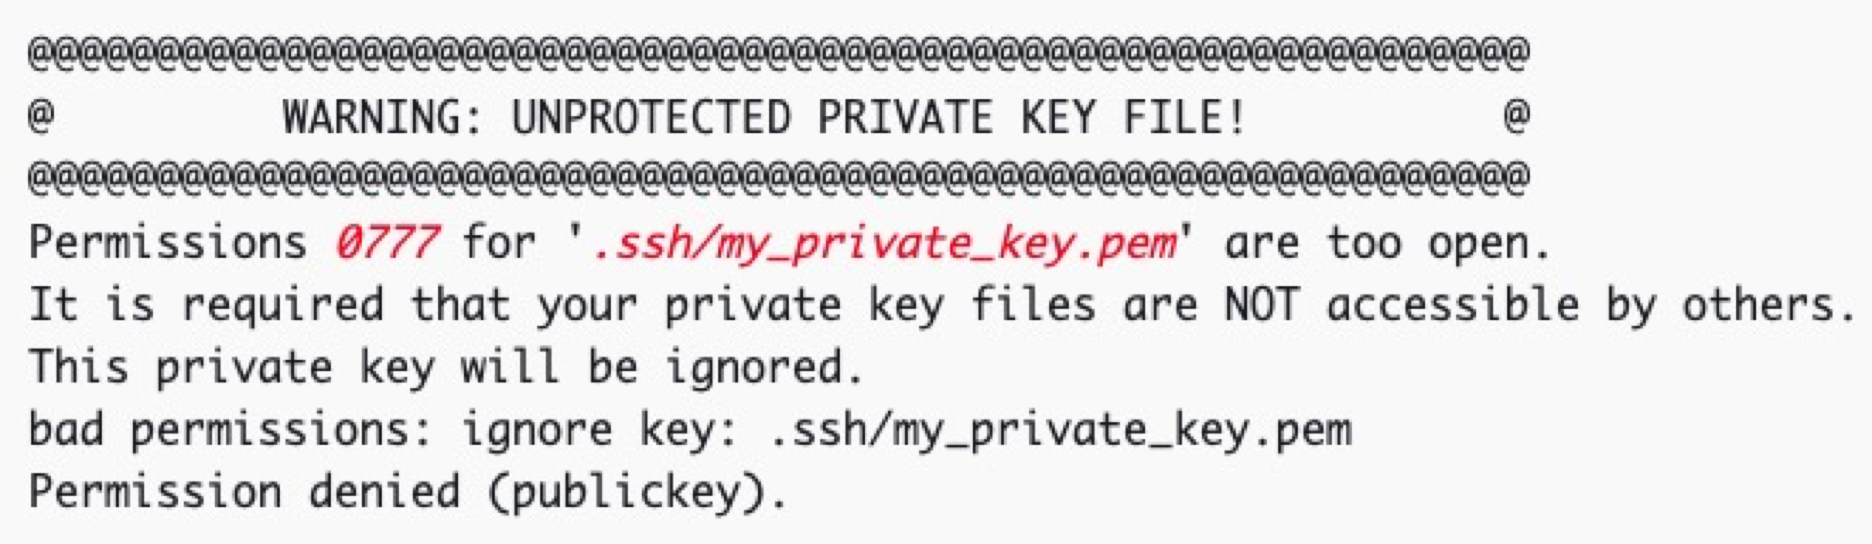 @@@@@@@@@@@@@@@@@@@@@@@@@@@@@@@@@@@@@@@@@@@@@@@@@@@@@@@@@@@
@         WARNING: UNPROTECTED PRIVATE KEY FILE!          @
@@@@@@@@@@@@@@@@@@@@@@@@@@@@@@@@@@@@@@@@@@@@@@@@@@@@@@@@@@@
Permissions 0777 for '.ssh/my_private_key.pem' are too open.
It is required that your private key files are NOT accessible by others.
This private key will be ignored.
bad permissions: ignore key: .ssh/my_private_key.pem
Permission denied (publickey).